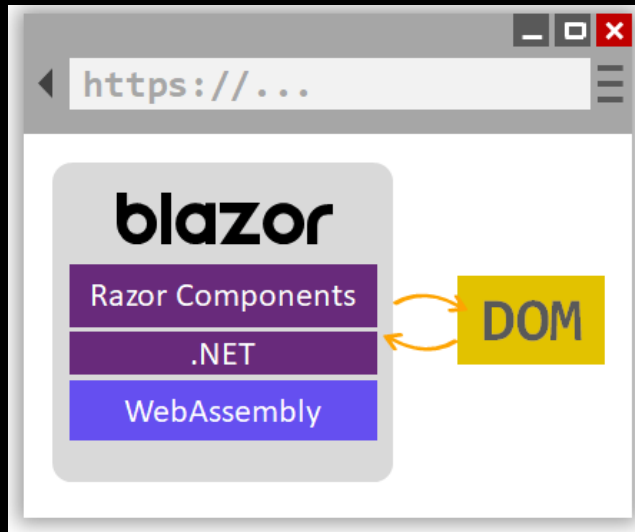 https://...
blazor
Razor Components
.NET
WebAssembly
DOM